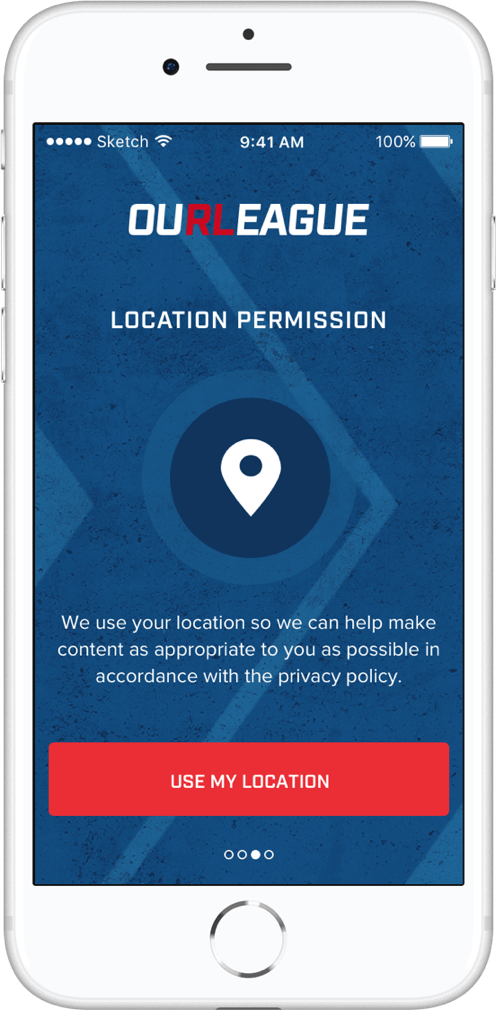 Sketch 9:41 AM 100%
OURLEAGUE
LOCATION PERMISSION
We use your location so we can help make
content as appropriate to you as possible in
accordance with the privacy policy.
USE MY LOCATION